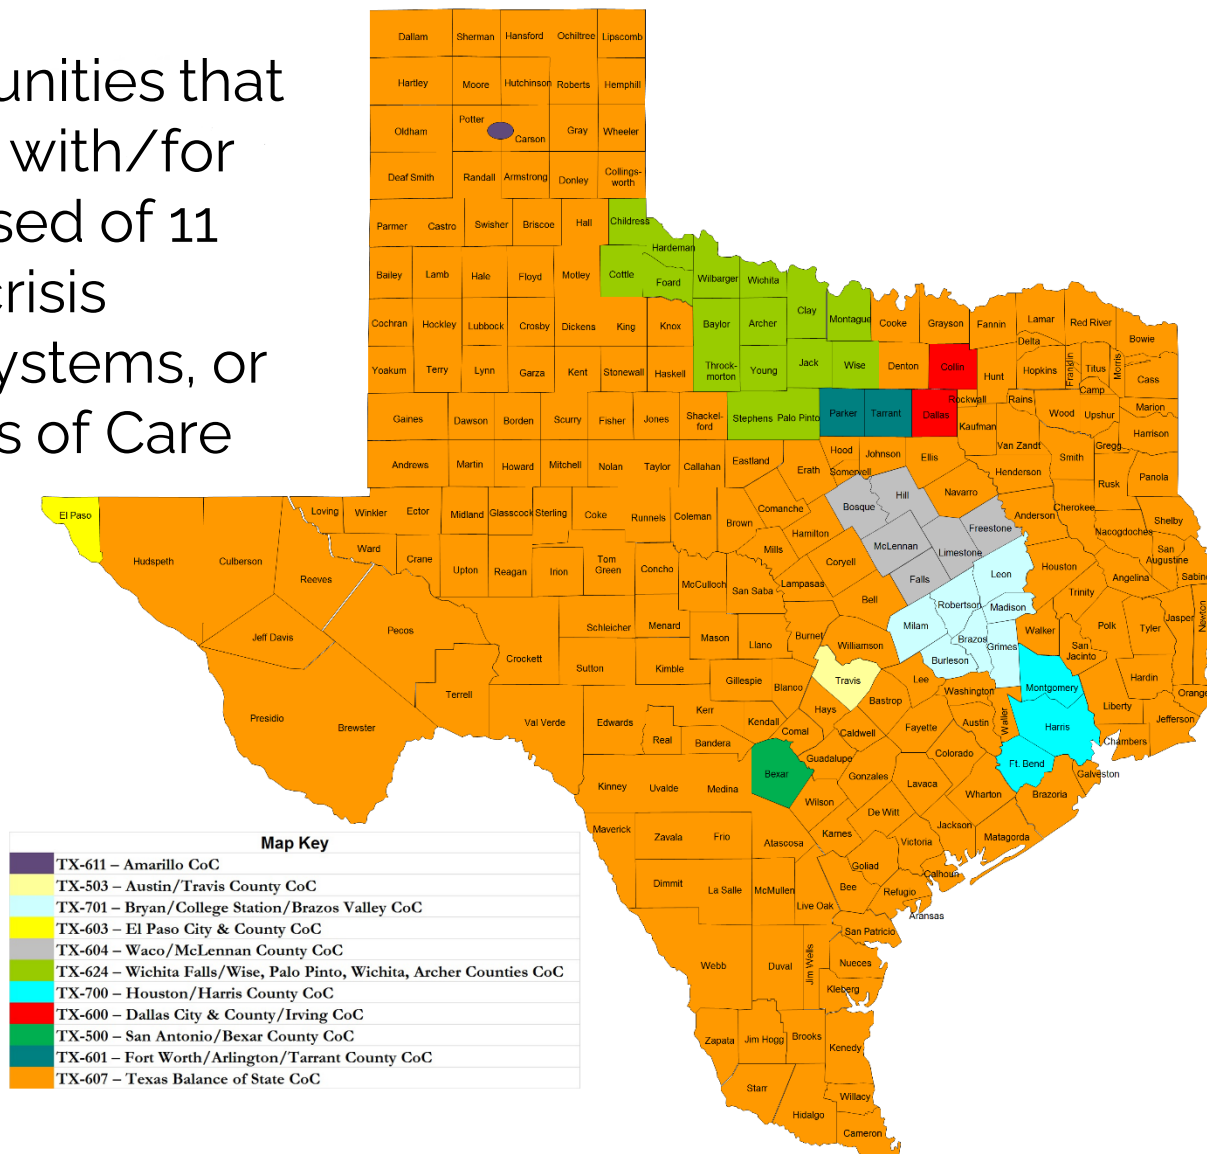 unities that
with/for
sed of 11
crisis
ystems, or
s of Care
Dallam Sherman Hansford Ochiltree Lipscomb
Hartley Moore Hutchinson Roberts Hemphill
Oldham Potter Carson Gray Wheeler
Deaf Smith Randall Armstrong Donley Collings-
worth
Parmer Castro Swisher Briscoe Hall Childress
Hardeman
Bailey Lamb Hale Floyd Motley Cottle Foard Wilbarger Wichita
Cochran Hockley Lubbock Crosby Dickens King Knox Baylor Archer Clay Montague Cooke Grayson Fannin Lamar Red River Bowie
Delta
Yoakum Terry Lynn Garza Kent Stonewall Haskell Throck-
morton Young Jack Wise Denton Collin Hunt Hopkins Franklin Titus Morris Cass
Camp
Rockwall Rains
Gaines Dawson Borden Scurry Fisher Jones Shackel-
ford Stephens Palo Pinto Parker Tarrant Dallas Kaufman Wood Upshur Marion
Van Zandt Gregg Harrison
Andrews Martin Howard Mitchell Nolan Taylor Callahan Eastland Erath Hood Johnson Ellis Henderson Smith Rusk Panola
Somervell
El Paso Hudspeth Culberson Reeves Loving Winkler Ector Midland Glasscock Sterling Coke Runnels Coleman Brown Comanche Bosque Hill Navarro Anderson Cherokee Nacogdoches Shelby
Freestone
Ward Crane Upton Reagan Irion Tom
Green Concho McCulloch San Saba Mills Hamilton Coryell McLennan Limestone Falls Leon Houston Angelina San
Augustine Sabine
Lampasas Bell Robertson Madison Trinity
Jeff Davis Pecos Crockett Schleicher Menard Mason Llano Burnet Williamson Milam Brazos Grimes Walker San
Jacinto Polk Tyler Jasper Newton
Burleson
Presidio Brewster Terrell Val Verde Sutton Kimble Gillespie Blanco Travis Bastrop Lee Washington Montgomery Hardin Orange
Edwards Kerr Kendall Hays Caldwell Fayette Austin Waller Harris Liberty Jefferson
Real Bandera Comal Guadalupe Colorado Ft. Bend Chambers
Kinney Uvalde Medina Bexar Gonzales Lavaca Wharton Brazoria Galveston
Wilson De Witt
Maverick Zavala Frio Atascosa Karnes Victoria Jackson Matagorda
Goliad Calhoun
Dimmit La Salle McMullen Live Oak Bee Refugio
Aransas
San Patricio
Webb Duval Jim Wells Nueces
Kleberg
Zapata Jim Hogg Brooks Kenedy
Starr Hidalgo Willacy
Cameron
Map Key
TX-611 – Amarillo CoC
TX-503 – Austin/Travis County CoC
TX-701 – Bryan/College Station/Brazos Valley CoC
TX-603 – El Paso City & County CoC
TX-604 – Waco/McLennan County CoC
TX-624 – Wichita Falls/Wise, Palo Pinto, Wichita, Archer Counties CoC
TX-700 – Houston/Harris County CoC
TX-600 – Dallas City & County/Irving CoC
TX-500 – San Antonio/Bexar County CoC
TX-601 – Fort Worth/Arlington/Tarrant County CoC
TX-607 – Texas Balance of State CoC